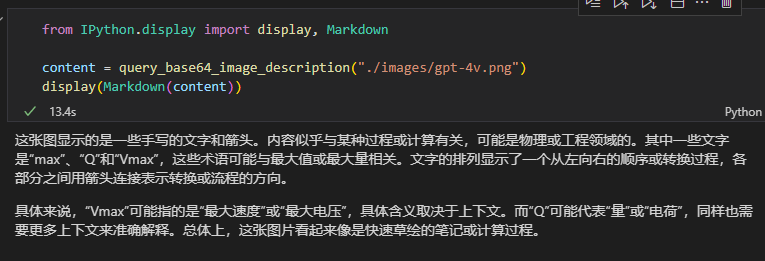 from IPython.display import display, Markdown
content = query_base64_image_description("./images/gpt-4v.png")
display(Markdown(content))
13.4s
Python
这张图显示的是一些手写的文字和箭头。内容似乎与某种过程或计算有关，可能是物理或工程领域的。其中一些文字
是“max”、“Q”和“Vmax”，这些术语可能与最大值或最大量相关。文字的排列显示了一个从左向右的顺序或转换过程，各
部分之间用箭头连接表示转换或流程的方向。
具体来说，“Vmax”可能指的是“最大速度”或“最大电压”，具体含义取决于上下文。而“Q”可能代表“量”或“电荷”，同样也需
要更多上下文来准确解释。总体上，这张图片看起来像是快速草绘的笔记或计算过程。